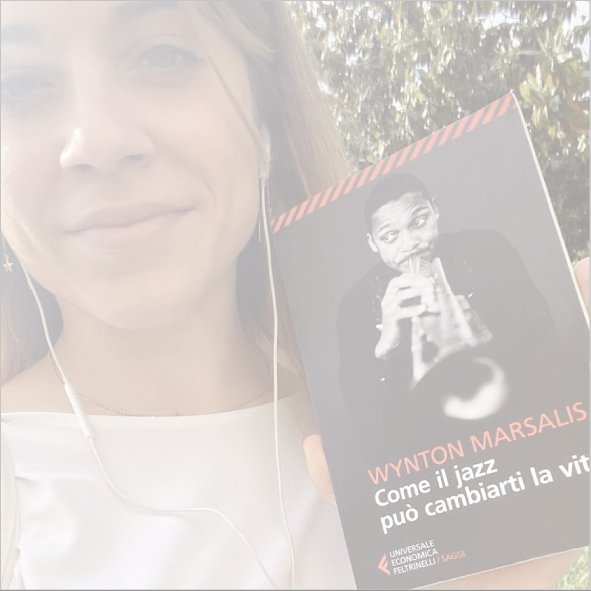 WYNTON MARSALIS
Come il jazz
può cambiarti la vit
UNIVERSALE
ECONOMICA
FELTRINELLI / SAGGI